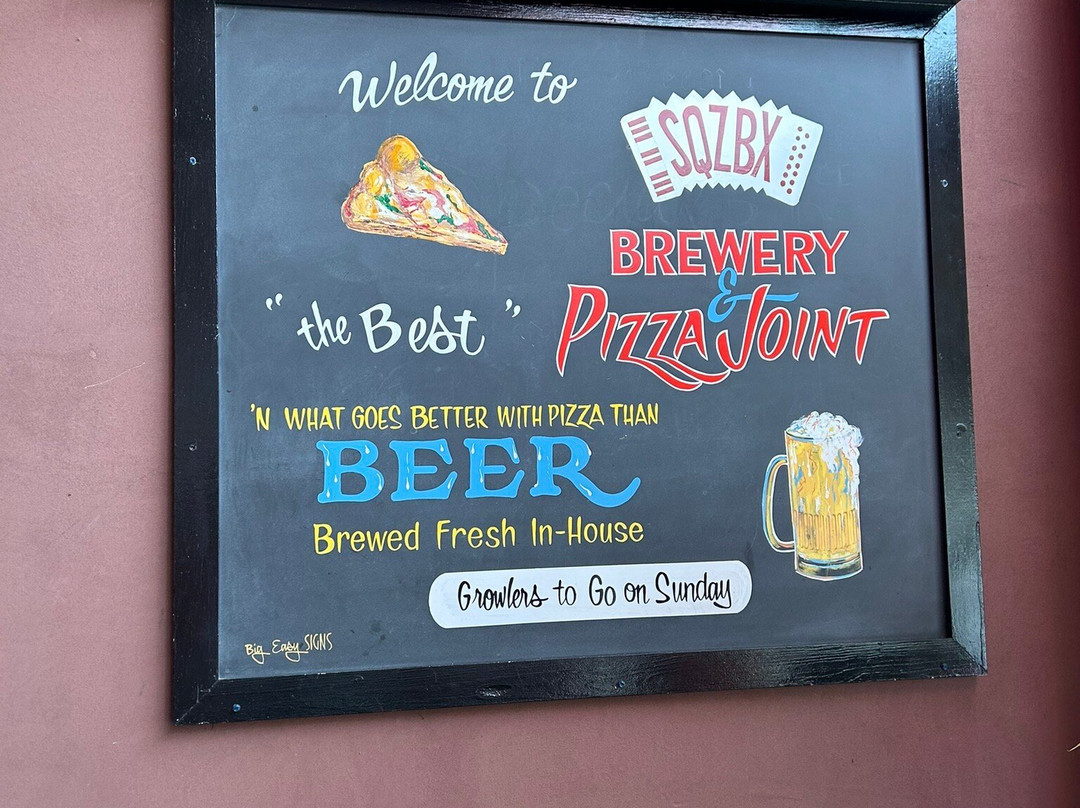 Welcome to
SQZBX
BREWERY
&
PIZZA JOINT
"the Best"
'N WHAT GOES BETTER WITH PIZZA THAN
BEER
Brewed Fresh In-House
Growlers to Go on Sunday
Big Easy SIGNS